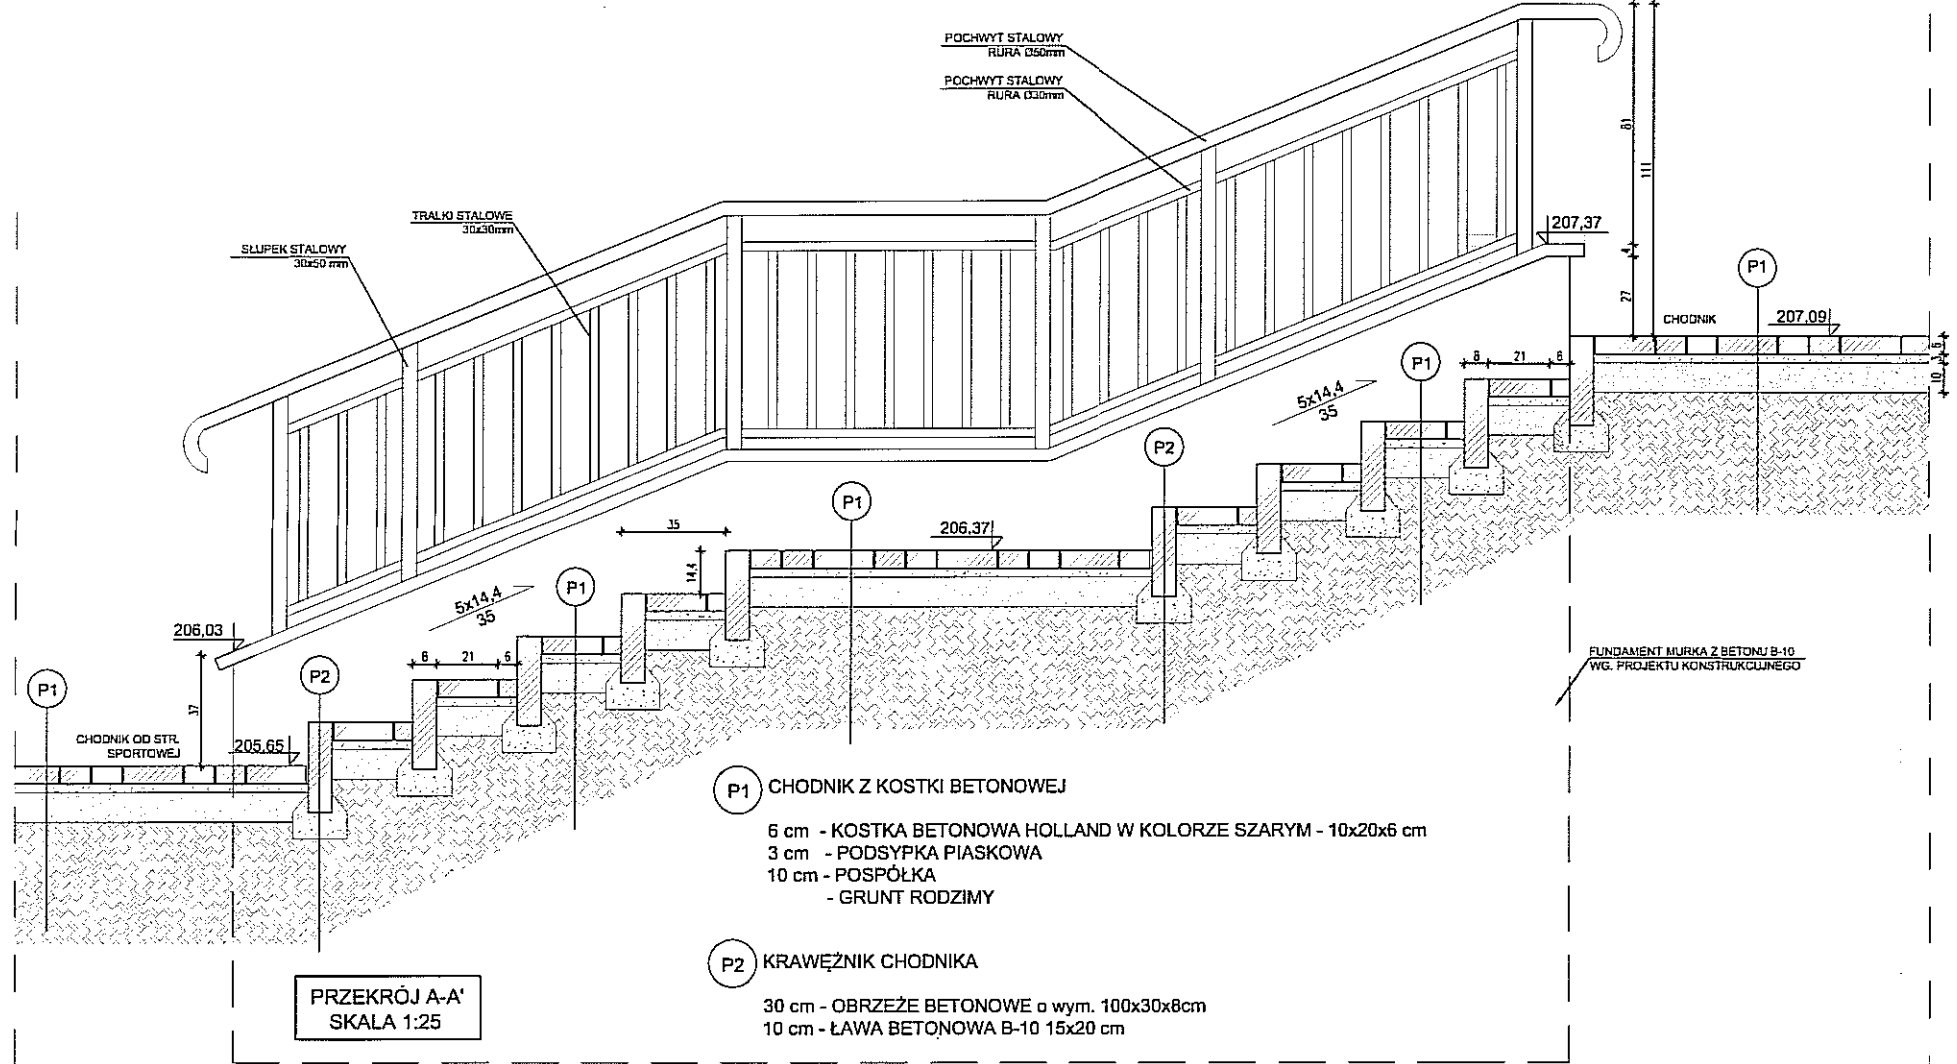 POCHWYT STALOWY
RURA Ø50mm
POCHWYT STALOWY
RURA Ø30mm
TRALKI STALOWE
30x30mm
SŁUPEK STALOWY
30x50 mm
81
111
4
27
207,37
P1
CHODNIK
207,09
6
3
10
P1
8
21
6
5x14,4
35
P2
P1
35
206,37
14,4
P1
5x14,4
35
206,03
37
P2
8
21
6
P1
CHODNIK OD STR.
SPORTOWEJ
205,65
FUNDAMENT MURKA Z BETONU B-10
WG. PROJEKTU KONSTRUKCIJNEGO
P1 CHODNIK Z KOSTKI BETONOWEJ
6 cm - KOSTKA BETONOWA HOLLAND W KOLORZE SZARYM - 10x20x6 cm
3 cm - PODSYPKA PIASKOWA
10 cm - POSPÓŁKA
- GRUNT RODZIMY
P2 KRAWĘŻNIK CHODNIKA
30 cm - OBRZEŻE BETONOWE o wym. 100x30x8cm
10 cm - ŁAWA BETONOWA B-10 15x20 cm
PRZEKRÓJ A-A'
SKALA 1:25